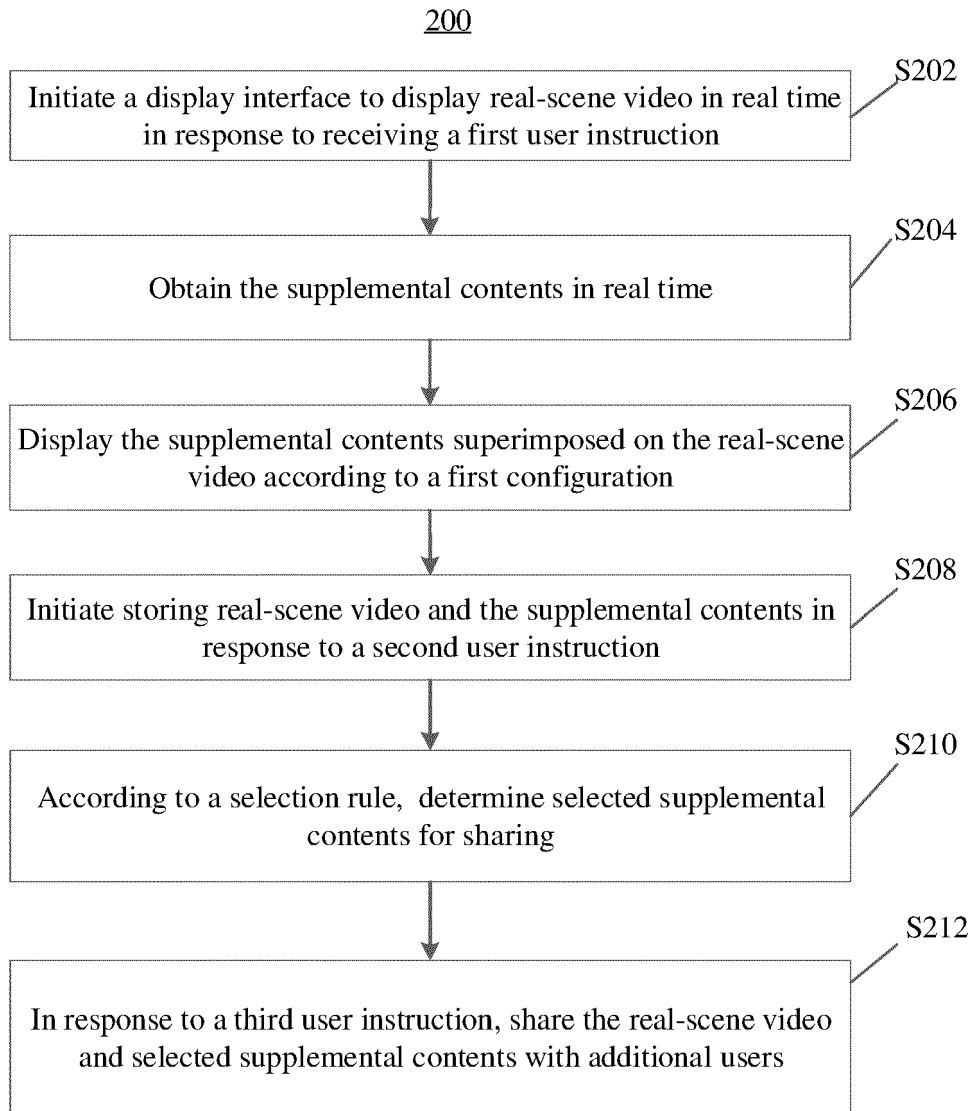 200
S202
Initiate a display interface to display real-scene video in real time
in response to receiving a first user instruction
S204
Obtain the supplemental contents in real time
S206
Display the supplemental contents superimposed on the real-scene
video according to a first configuration
S208
Initiate storing real-scene video and the supplemental contents in
response to a second user instruction
S210
According to a selection rule, determine selected supplemental
contents for sharing
S212
In response to a third user instruction, share the real-scene video
and selected supplemental contents with additional users